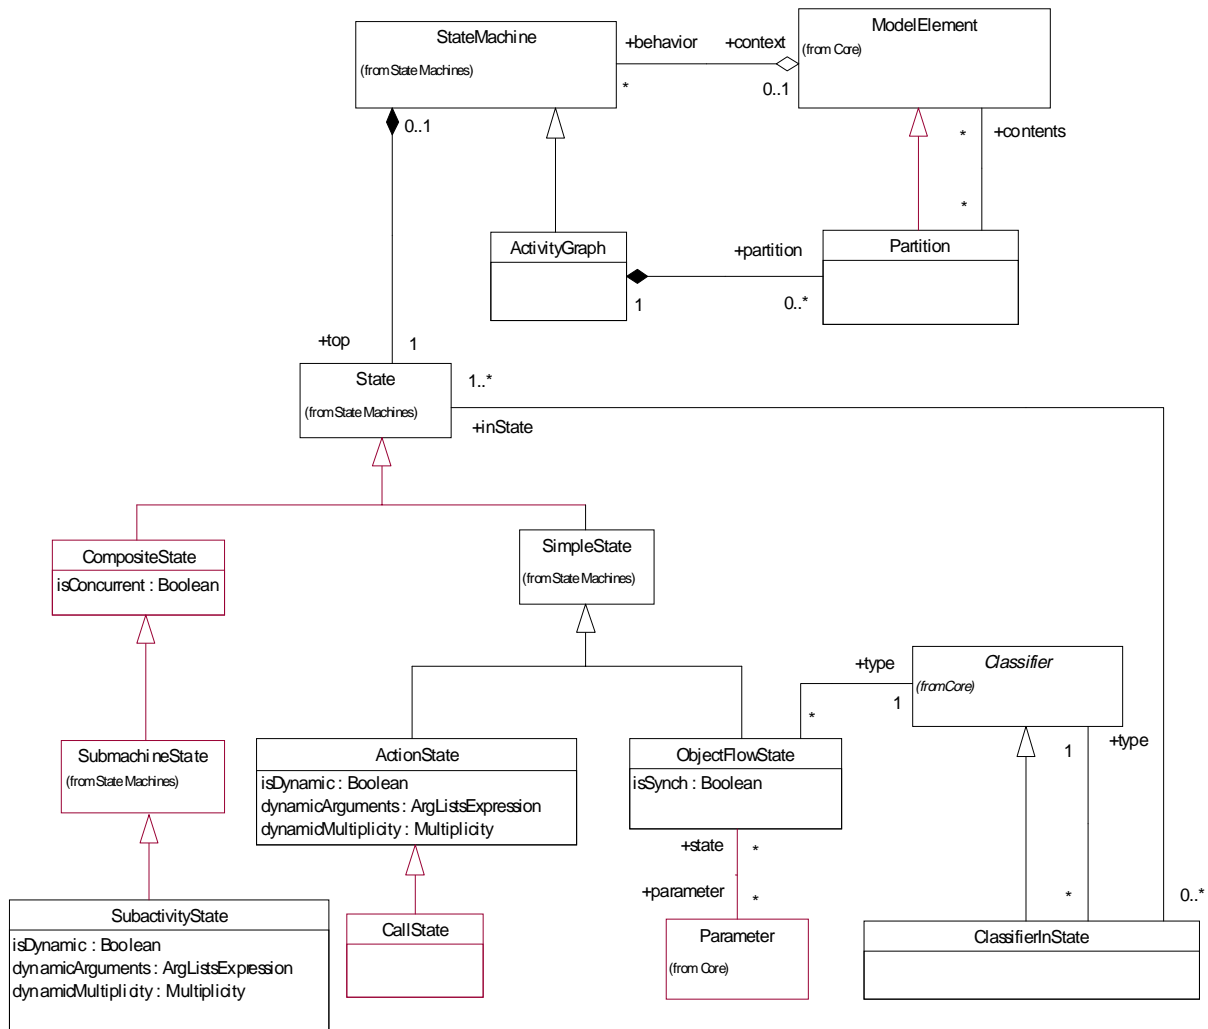 StateMachine
(from State Machines)
+behavior
+context
ModelElement
(from Core)
*
0..1
0..1
*
+contents
*
ActivityGraph
+partition
Partition
1
0..*
+top
1
State
(from State Machines)
1..*
+inState
CompositeState
isConcurrent : Boolean
SimpleState
(from State Machines)
+type
Classifier
(from Core)
1
*
SubmachineState
(from State Machines)
ActionState
isDynamic : Boolean
dynamicArguments : ArgListsExpression
dynamicMultiplicity : Multiplicity
ObjectFlowState
isSynch : Boolean
1
+type
+state
*
+parameter
*
*
0..*
SubactivityState
isDynamic : Boolean
dynamicArguments : ArgListsExpression
dynamicMultiplicity : Multiplicity
CallState
Parameter
(from Core)
ClassifierInState